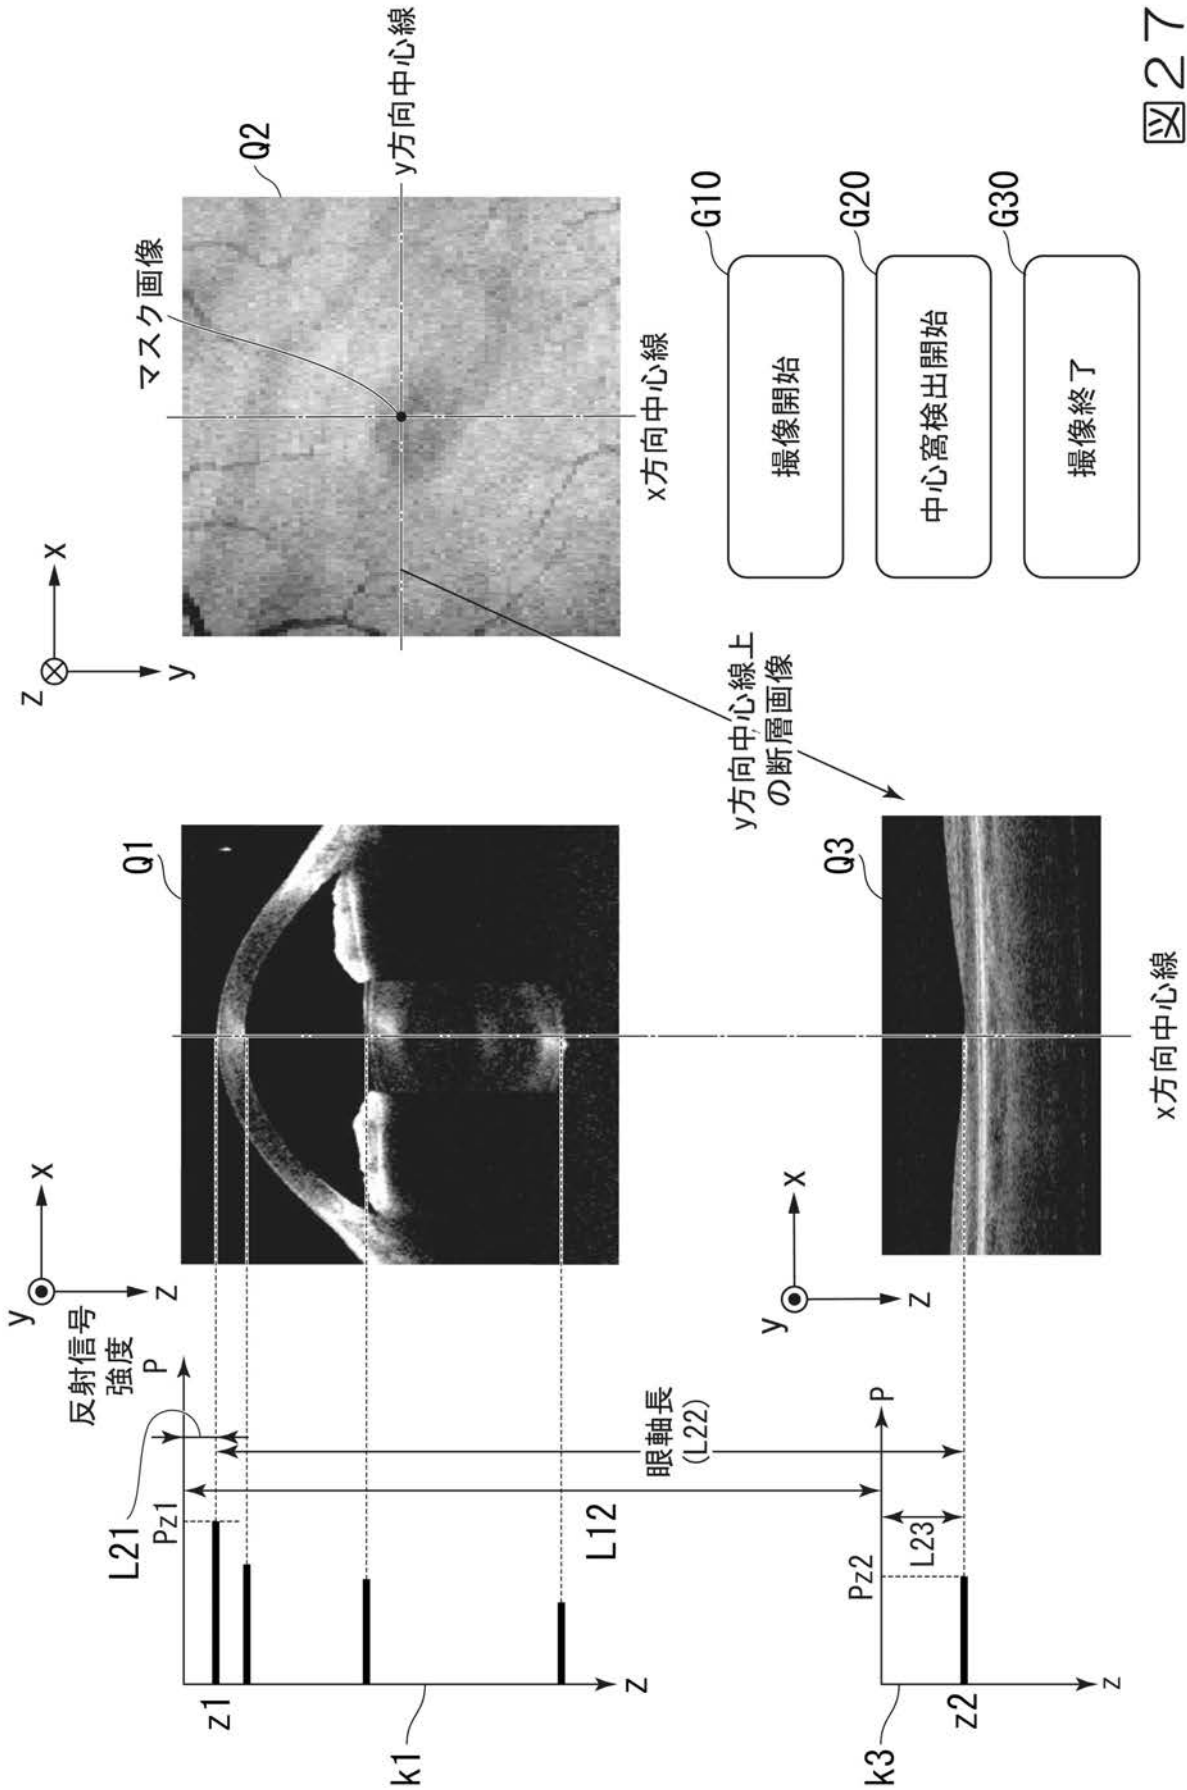 反射信号
強度
P
L21
Pz1
z1
k1
z
L12
眼軸長
(L22)
y
x
z
Q1
z
x
y
マスク画像
Q2
y方向中心線
x方向中心線
y方向中心線上
の断層画像
P
Pz2
L23
z2
k3
z
y
x
z
Q3
x方向中心線
G10
撮像開始
G20
中心窩検出開始
G30
撮像終了
図27